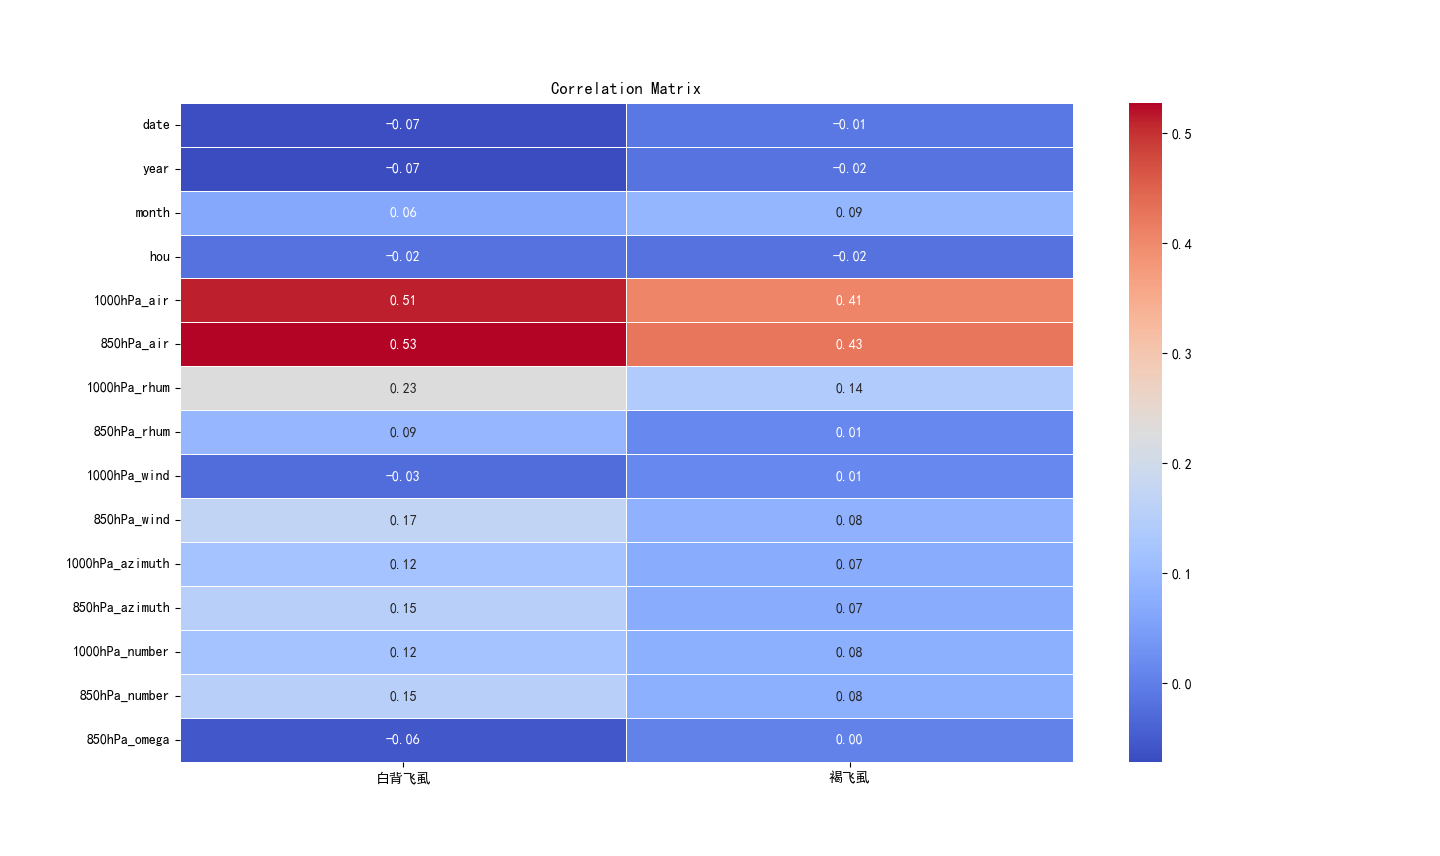 Correlation Matrix
date -0.07 -0.01
year -0.07 -0.02
month 0.06 0.09
hou -0.02 -0.02
1000hPa_air 0.51 0.41
850hPa_air 0.53 0.43
1000hPa_rhum 0.23 0.14
850hPa_rhum 0.09 0.01
1000hPa_wind -0.03 0.01
850hPa_wind 0.17 0.08
1000hPa_azimuth 0.12 0.07
850hPa_azimuth 0.15 0.07
1000hPa_number 0.12 0.08
850hPa_number 0.15 0.08
850hPa_omega -0.06 0.00
白背飞虱 褐飞虱
0.5
0.4
0.3
0.2
0.1
0.0